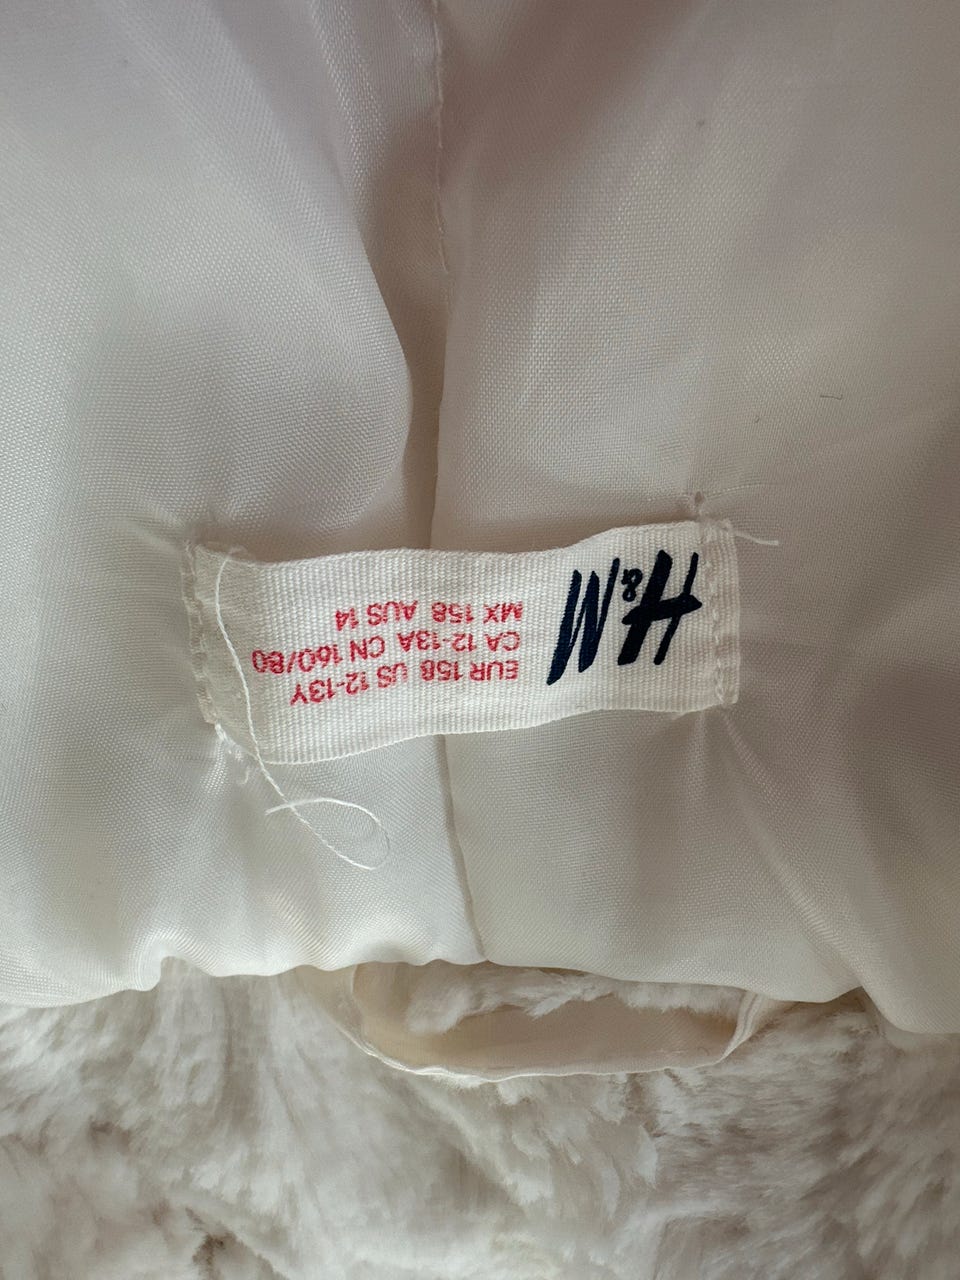 H&M
EUR 158 US 12-13Y
CA 12-13A CN 160/80
MX 158 AUS 14